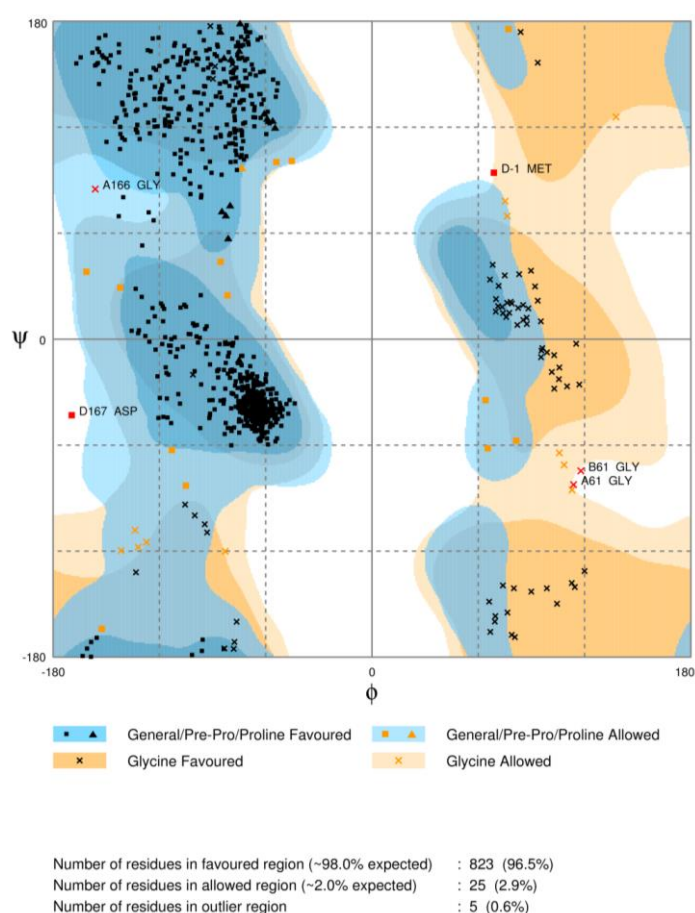 180
A166 GLY
D-1 MET
ψ
0
D167 ASP
B61 GLY
A61 GLY
-180
-180 0 180
ϕ
General/Pre-Pro/Proline Favoured General/Pre-Pro/Proline Allowed
Glycine Favoured Glycine Allowed
Number of residues in favoured region (~98.0% expected) : 823 (96.5%)
Number of residues in allowed region (~2.0% expected) : 25 (2.9%)
Number of residues in outlier region : 5 (0.6%)